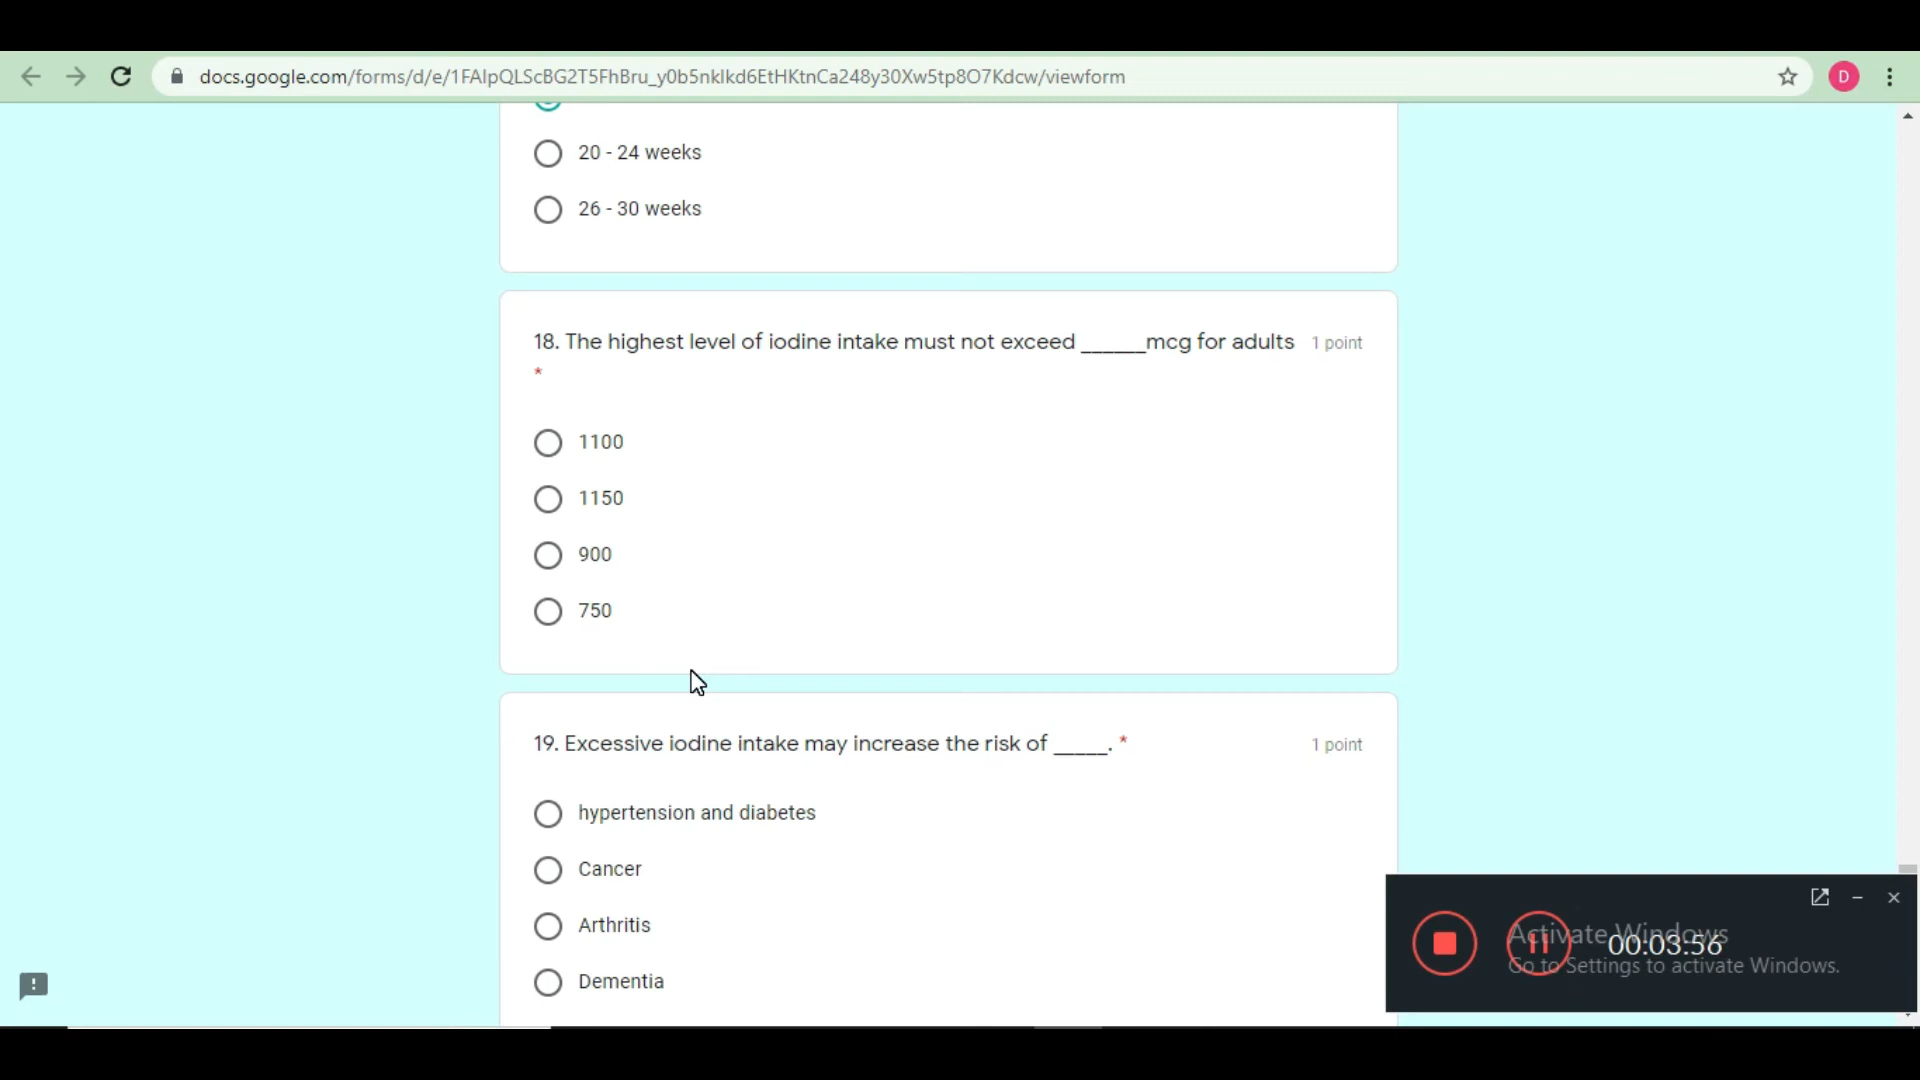 docs.google.com/forms/d/e/1FAIpQLScBG2T5FhBru_y0b5nklkd6EtHKtnCa248y30Xw5tp8O7Kdcw/viewform
D
20 - 24 weeks
26 - 30 weeks
18. The highest level of iodine intake must not exceed ______mcg for adults 1 point
*
1100
1150
900
750
19. Excessive iodine intake may increase the risk of _____. * 1 point
hypertension and diabetes
Cancer
Arthritis
Dementia
Activate Windows
00:03:56
Go to Settings to activate Windows.